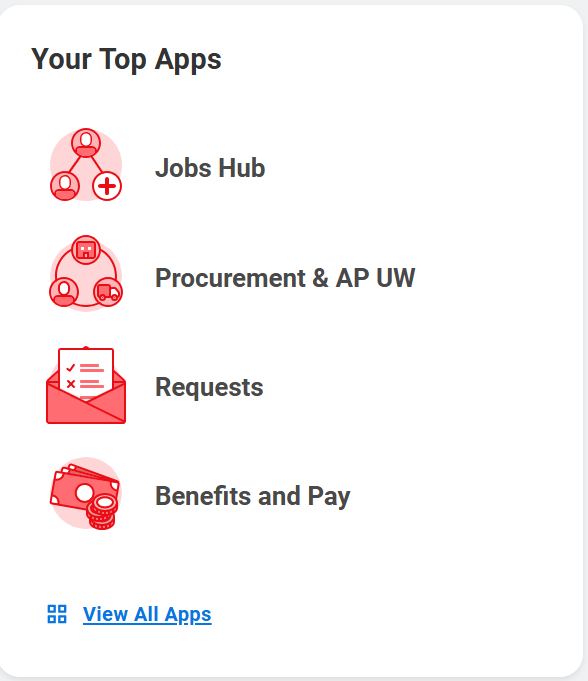 Your Top Apps
Jobs Hub
Procurement & AP UW
Requests
Benefits and Pay
View All Apps